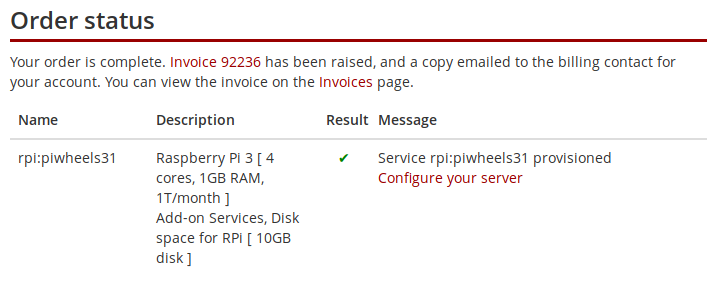 Order status
Your order is complete. Invoice 92236 has been raised, and a copy emailed to the billing contact for
your account. You can view the invoice on the Invoices page.
Name Description Result Message
rpi:piwheels31 Raspberry Pi 3 [ 4 ✔ Service rpi:piwheels31 provisioned
cores, 1GB RAM, Configure your server
1T/month ]
Add-on Services, Disk
space for RPi [ 10GB
disk ]